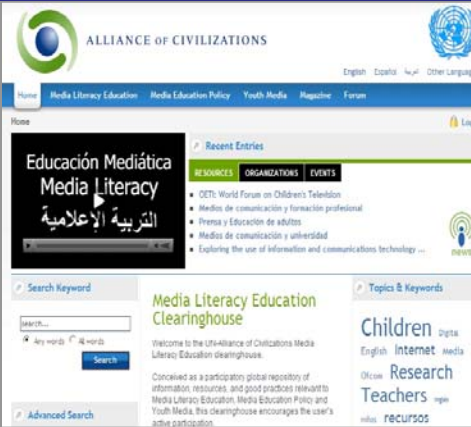 ALLIANCE OF CIVILIZATIONS
English Español العربية Other Languag
Home Media Literacy Education Media Education Policy Youth Media Magazine Forum
Home
Recent Entries
RESOURCES ORGANIZATIONS EVENTS
OETI: World Forum on Children's Television
Medios de comunicación y formación profesional
Prensa y Educación de adultos
Medios de comunicación y universidad
Exploring the use of information and communications technology ...
Educación Mediática
Media Literacy
التربية الإعلامية
news
Search Keyword
search...
Any words All words
Search
Advanced Search
Media Literacy Education
Clearinghouse
Welcome to the UN-Alliance of Civilizations Media
Literacy Education clearinghouse.
Conceived as a participatory global repository of
information, resources, and good practices relevant to
Media Literacy Education, Media Education Policy and
Youth Media, this clearinghouse encourages the user's
active participation.
Topics & Keywords
Children Digital
English Internet Media
Ofcom Research
Teachers
recursos